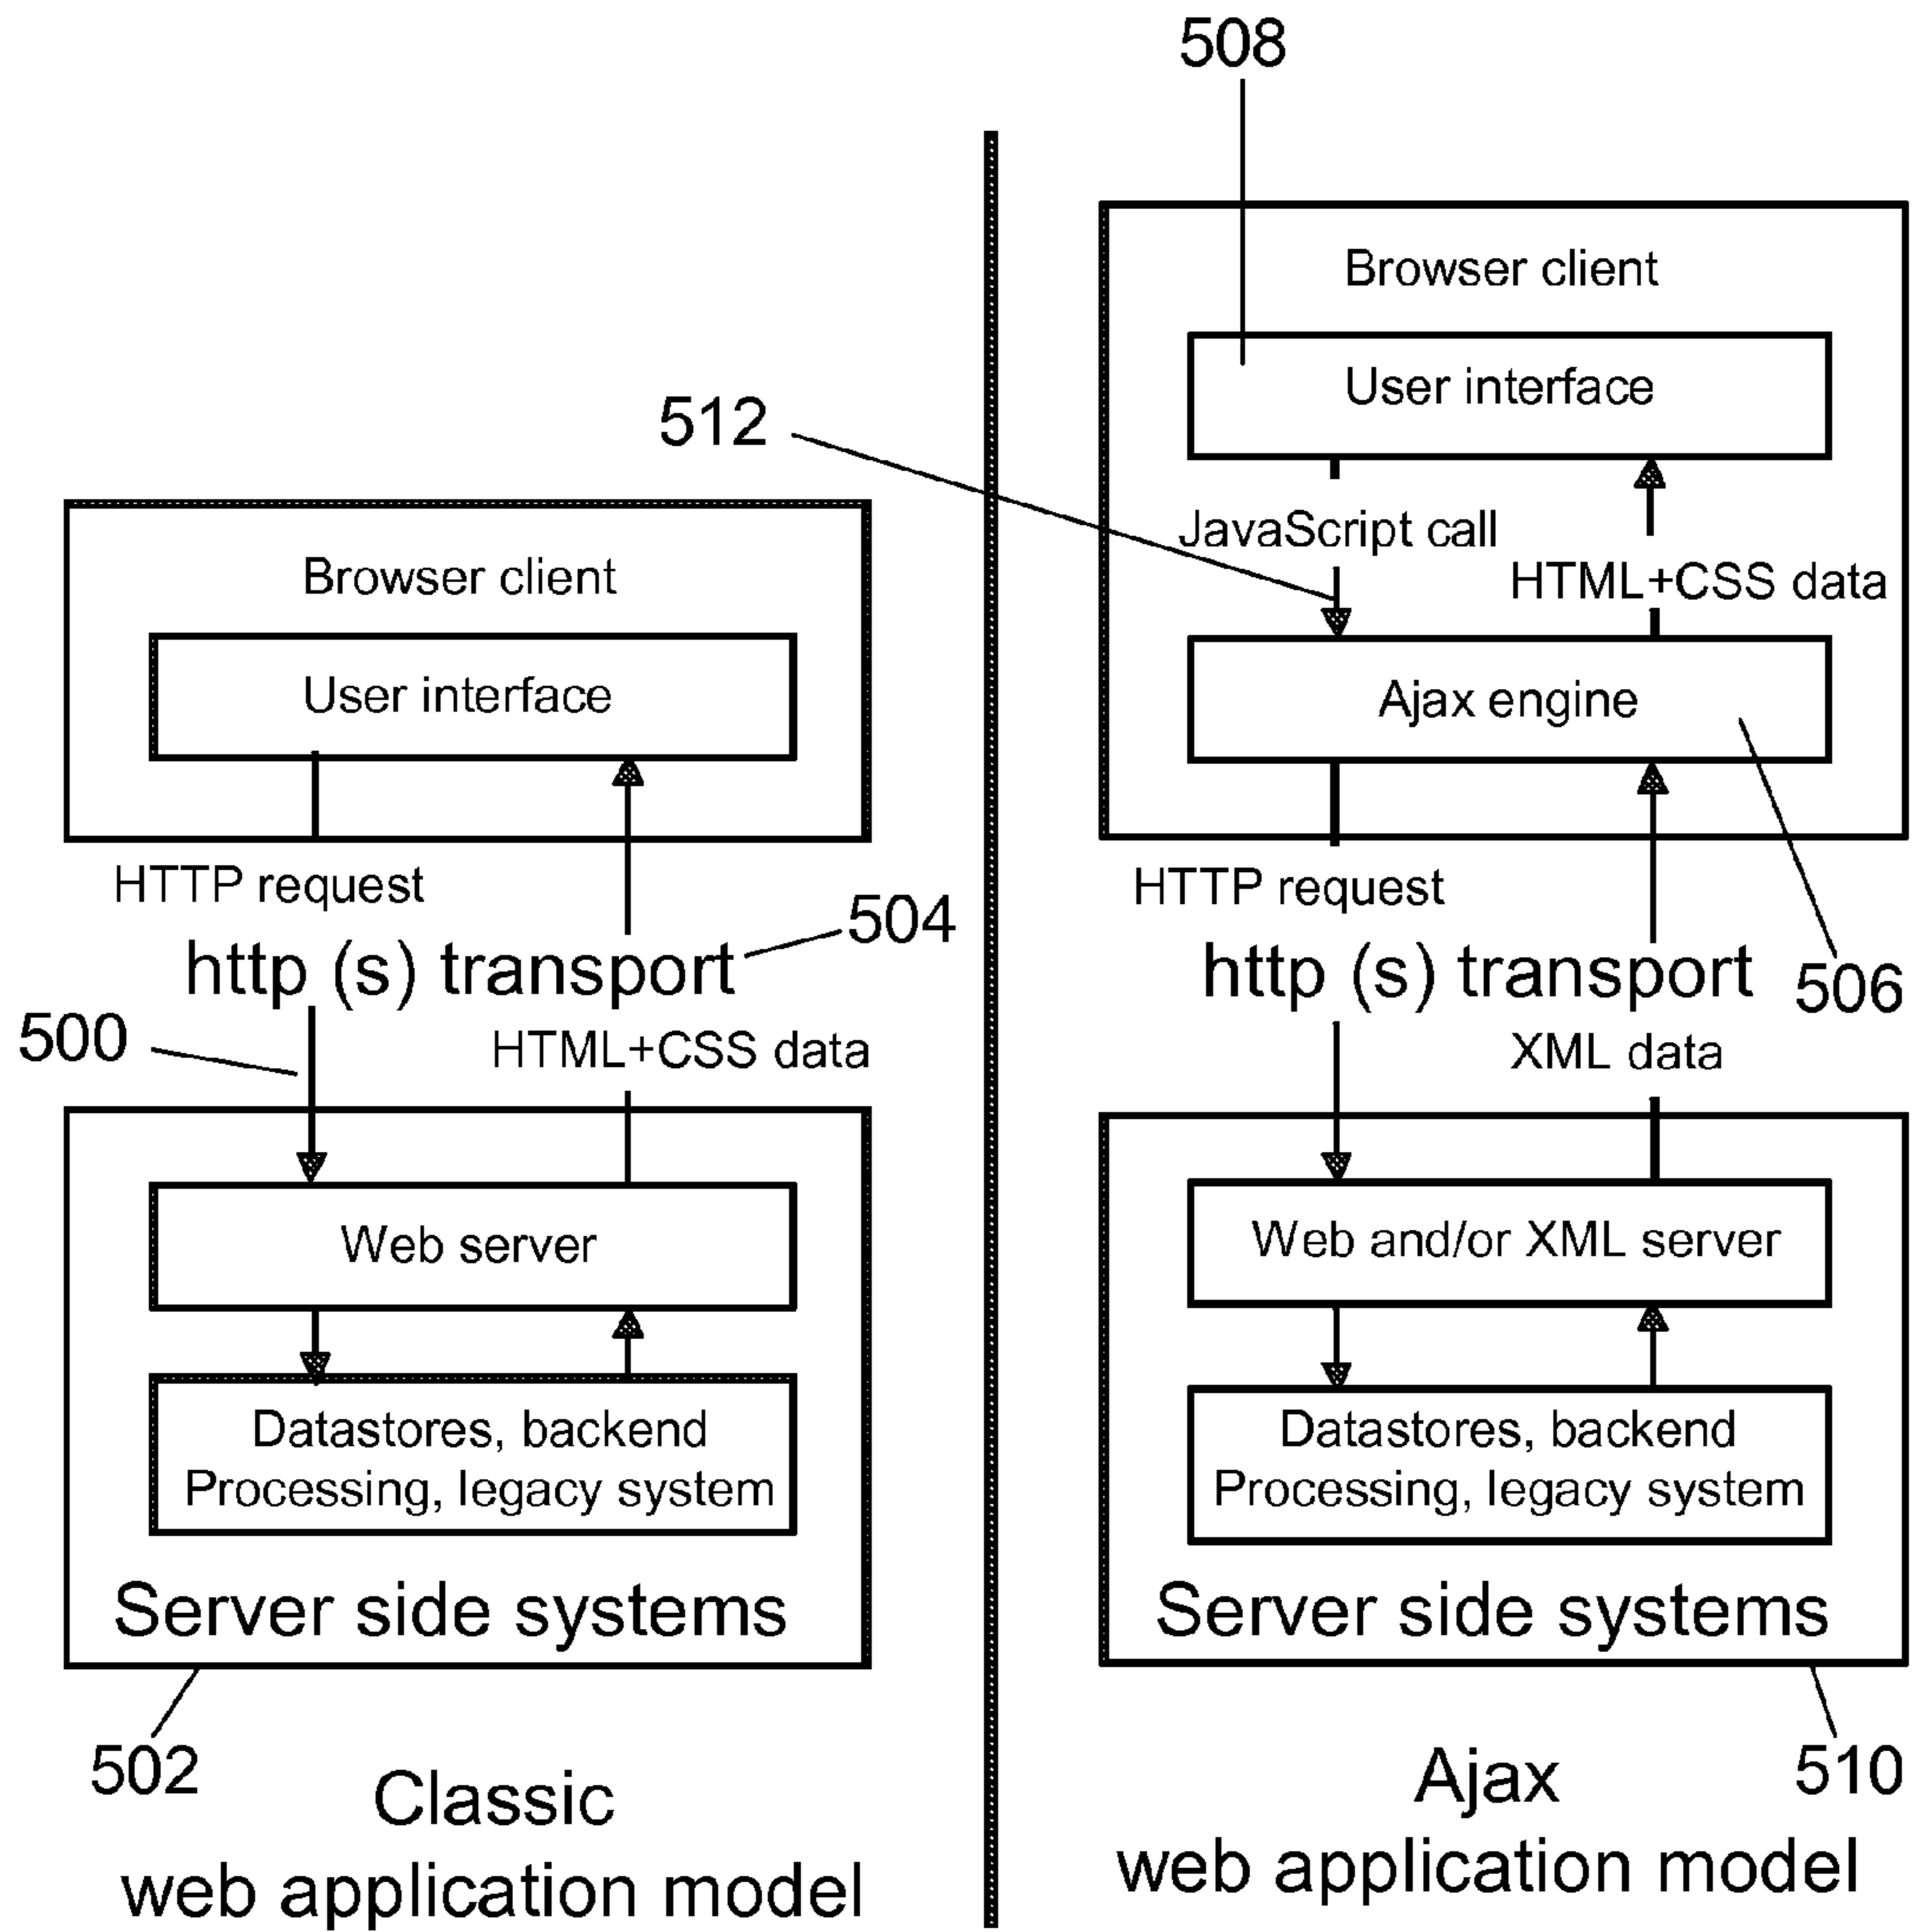 508
Browser client
User interface
512
JavaScript call
HTML+CSS data
Browser client
User interface
Ajax engine
HTTP request
504
http (s) transport
500
HTML+CSS data
HTTP request
http (s) transport
506
XML data
Web server
Datastores, backend
Processing, legacy system
Server side systems
502
Classic
web application model
Web and/or XML server
Datastores, backend
Processing, legacy system
Server side systems
510
Ajax
web application model